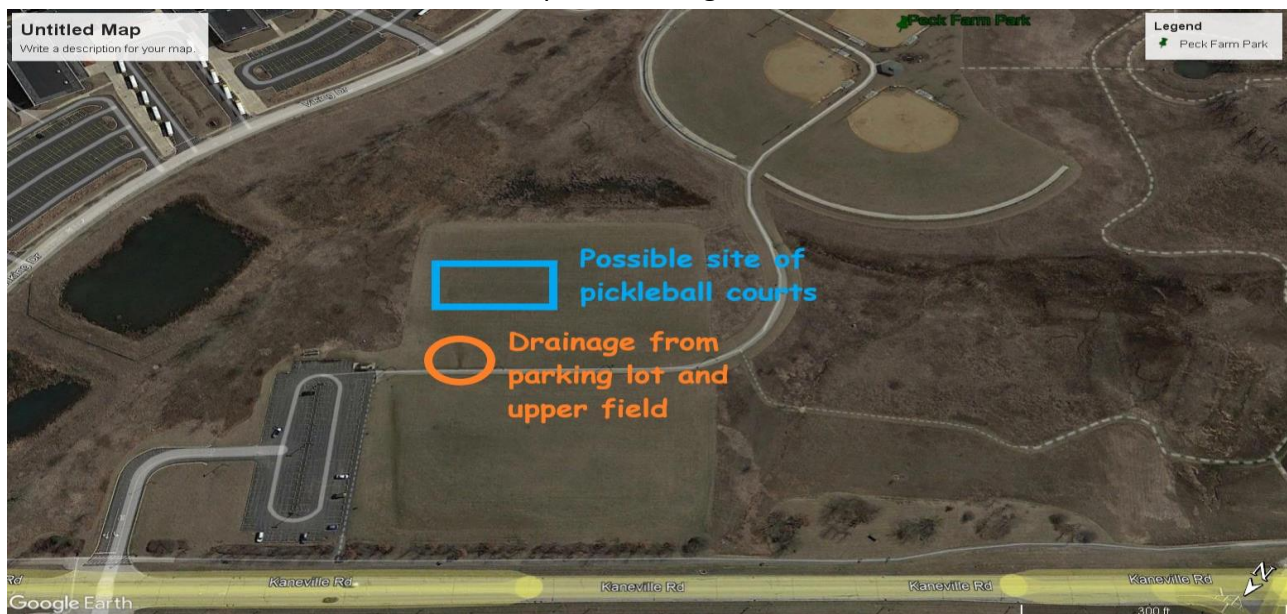 Untitled Map
Write a description for your map.
Peck Farm Park
Legend
Peck Farm Park
Possible site of
pickleball courts
Drainage from
parking lot and
upper field
Rd
Kaneville Rd
Kaneville Rd
Kaneville Rd
Kaneville Rd
Google Earth
300 ft
N